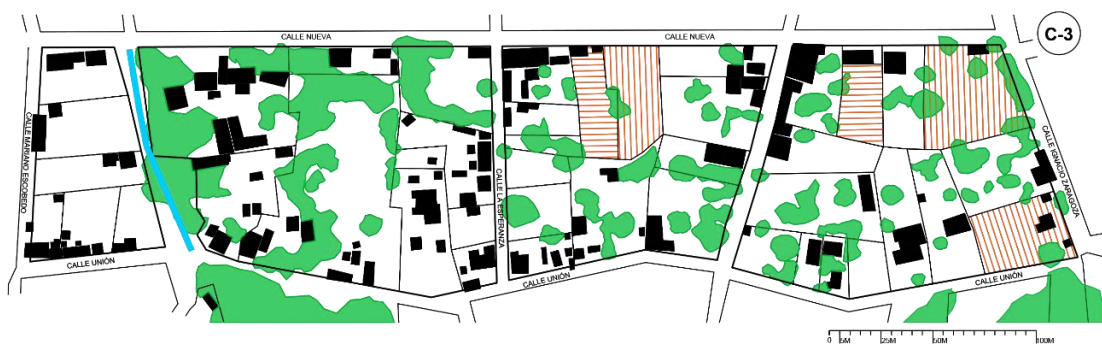 CALLE NUEVA
CALLE NUEVA
C-3
CALLE MARIANO ESCOBEDO
CALLE LA ESPERANZA
CALLE IGNACIO ZARAGOZA
CALLE UNIÓN
CALLE UNIÓN
CALLE UNIÓN
0 5M 25M 50M 100M